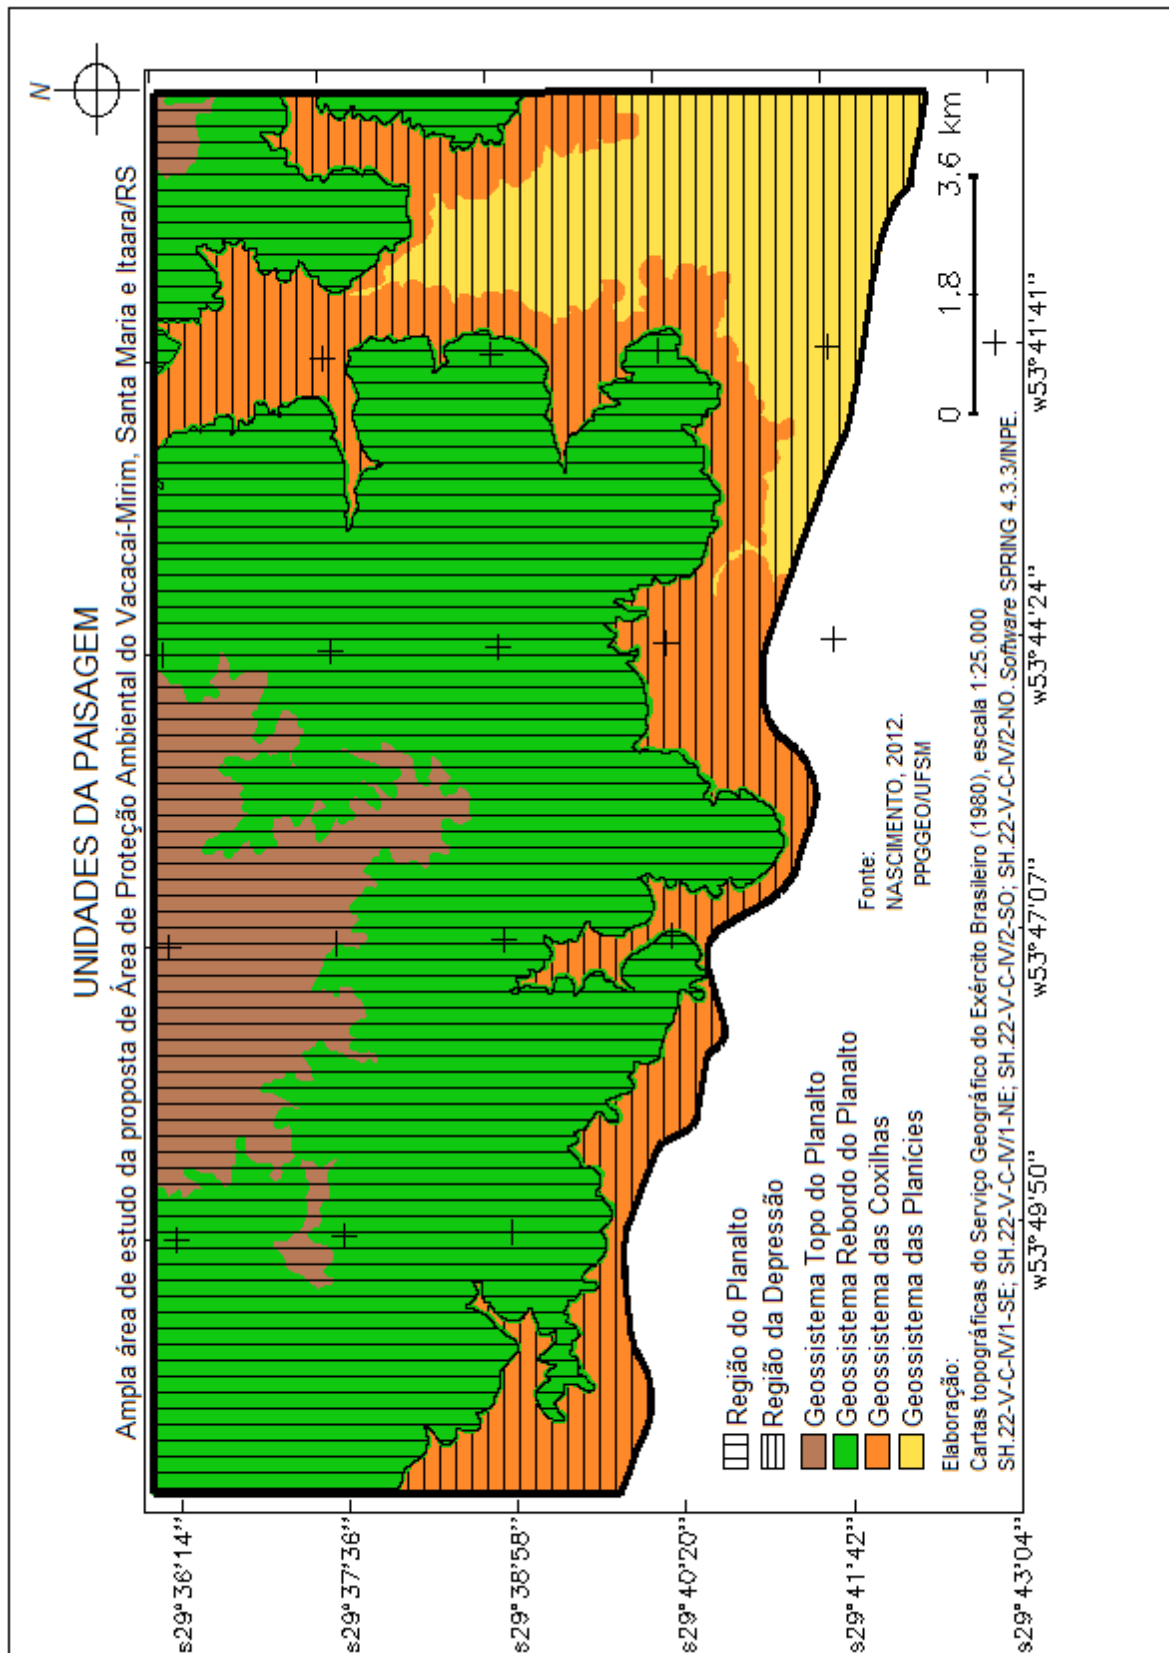 UNIDADES DA PAISAGEM
Ampla área de estudo da proposta de Área de Proteção Ambiental do Vacacaí-Mirim, Santa Maria e Itaara/RS
N
s29°36'14''
s29°37'36''
s29°38'58''
s29°40'20''
s29°41'42''
s29°43'04''
Região do Planalto
Região da Depressão
Geossistema Topo do Planalto
Geossistema Rebordo do Planalto
Geossistema das Coxilhas
Geossistema das Planícies
Fonte:
NASCIMENTO, 2012.
PPGGEO/UFSM
0 1.8 3.6 km
Elaboração:
Cartas topográficas do Serviço Geográfico do Exército Brasileiro (1980), escala 1:25.000
SH.22-V-C-IV/1-SE; SH.22-V-C-IV/1-NE; SH.22-V-C-IV/2-SO; SH.22-V-C-IV/2-NO. Software SPRING 4.3.3/INPE.
w53°49'50'' w53°47'07'' w53°44'24'' w53°41'41''